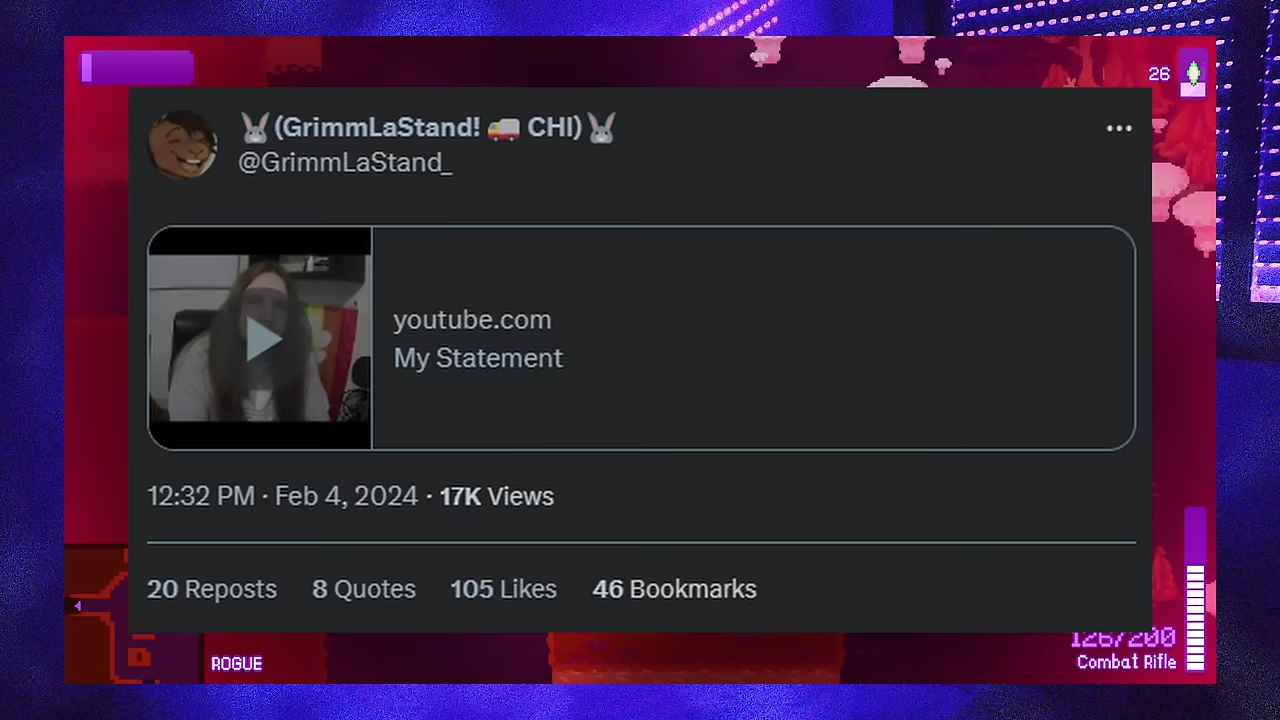 26
🐰(GrimmLaStand! 🚚 CHI)🐰
@GrimmLaStand_
youtube.com
My Statement
12:32 PM · Feb 4, 2024 · 17K Views
20 Reposts 8 Quotes 105 Likes 46 Bookmarks
126/200
ROGUE
Combat Rifle